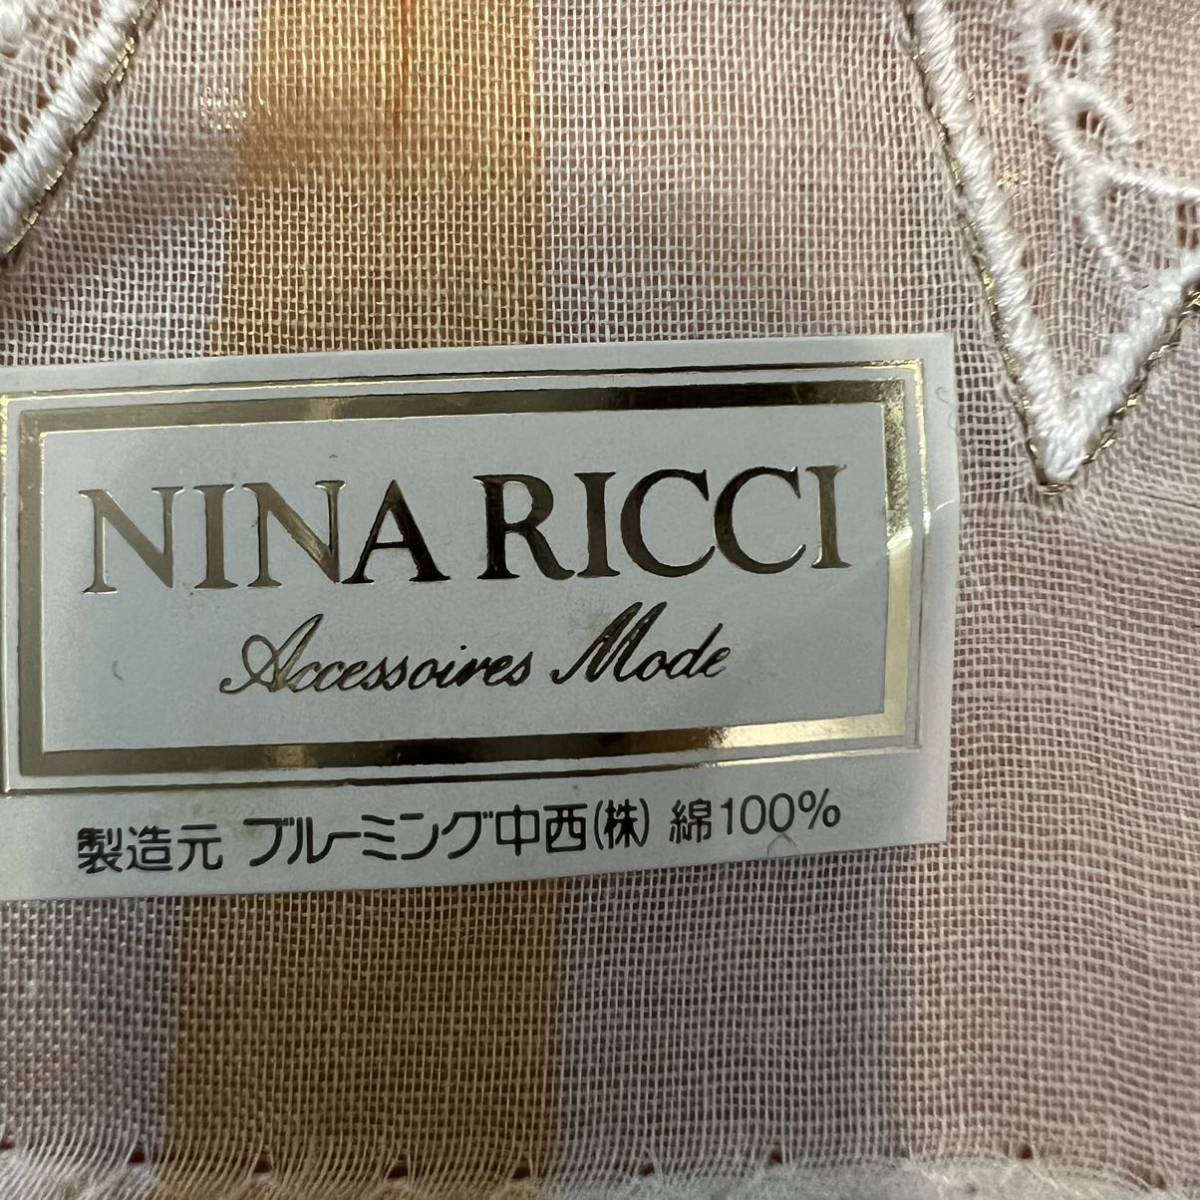 NINA RICCI
Accessoires Mode
製造元 ブルーミング中西(株) 綿100%